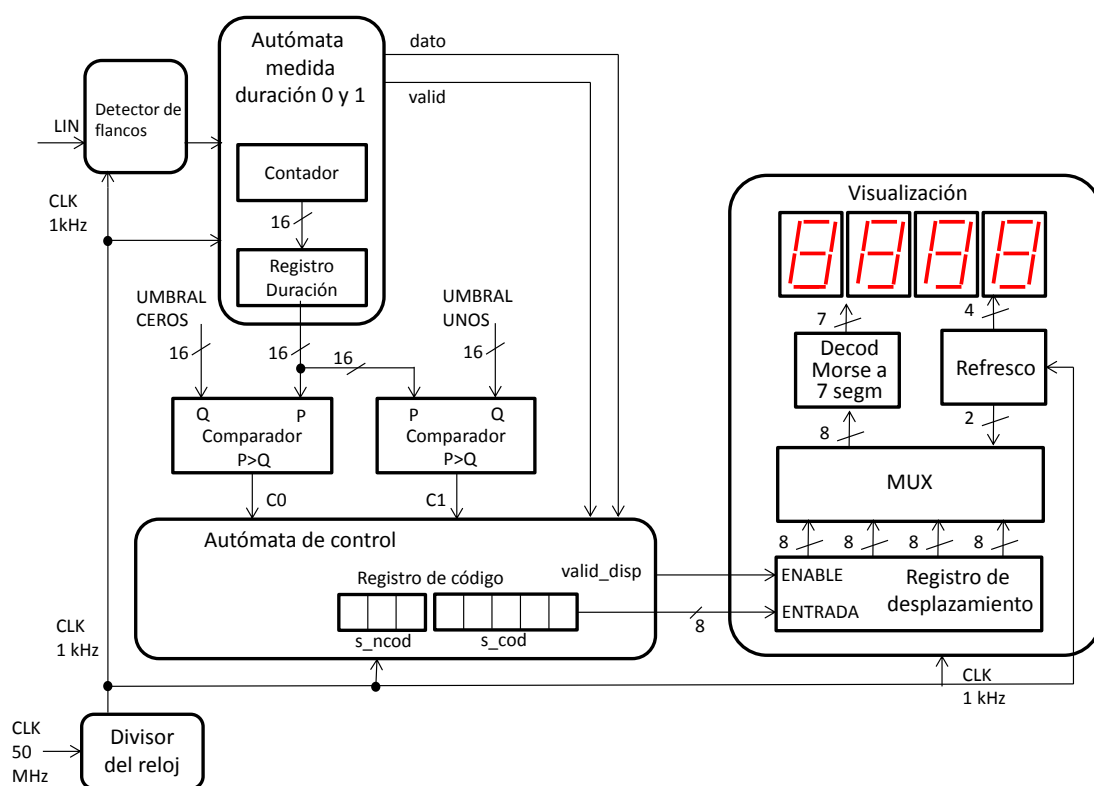 Autómata
medida
duración 0 y 1
dato
valid
Detector de
flancos
LIN
Contador
CLK
1kHz
16
Registro
Duración
UMBRAL
CEROS
UMBRAL
UNOS
16
16
16
16
Q
P
Comparador
P>Q
P
Q
Comparador
P>Q
C0
C1
Autómata de control
valid_disp
Registro de código
s_ncod
s_cod
8
CLK
1 kHz
CLK
50
MHz
Divisor
del reloj
Visualización
7
4
Decod
Morse a
7 segm
Refresco
8
2
MUX
8
8
8
8
ENABLE
ENTRADA
Registro de
desplazamiento
CLK
1 kHz